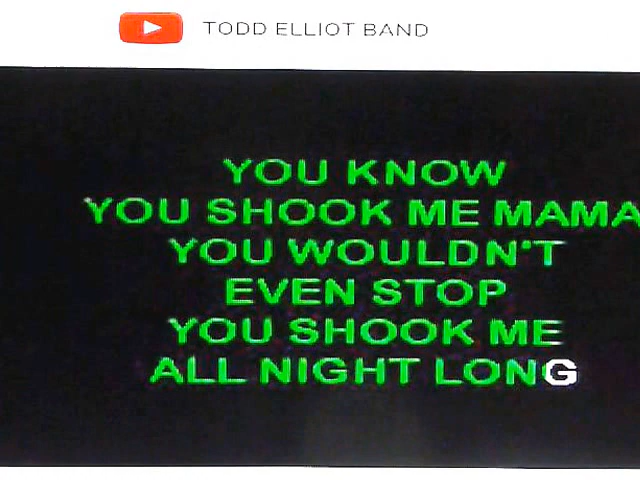 TODD ELLIOT BAND
YOU KNOW
YOU SHOOK ME MAMA
YOU WOULDN'T
EVEN STOP
YOU SHOOK ME
ALL NIGHT LONG